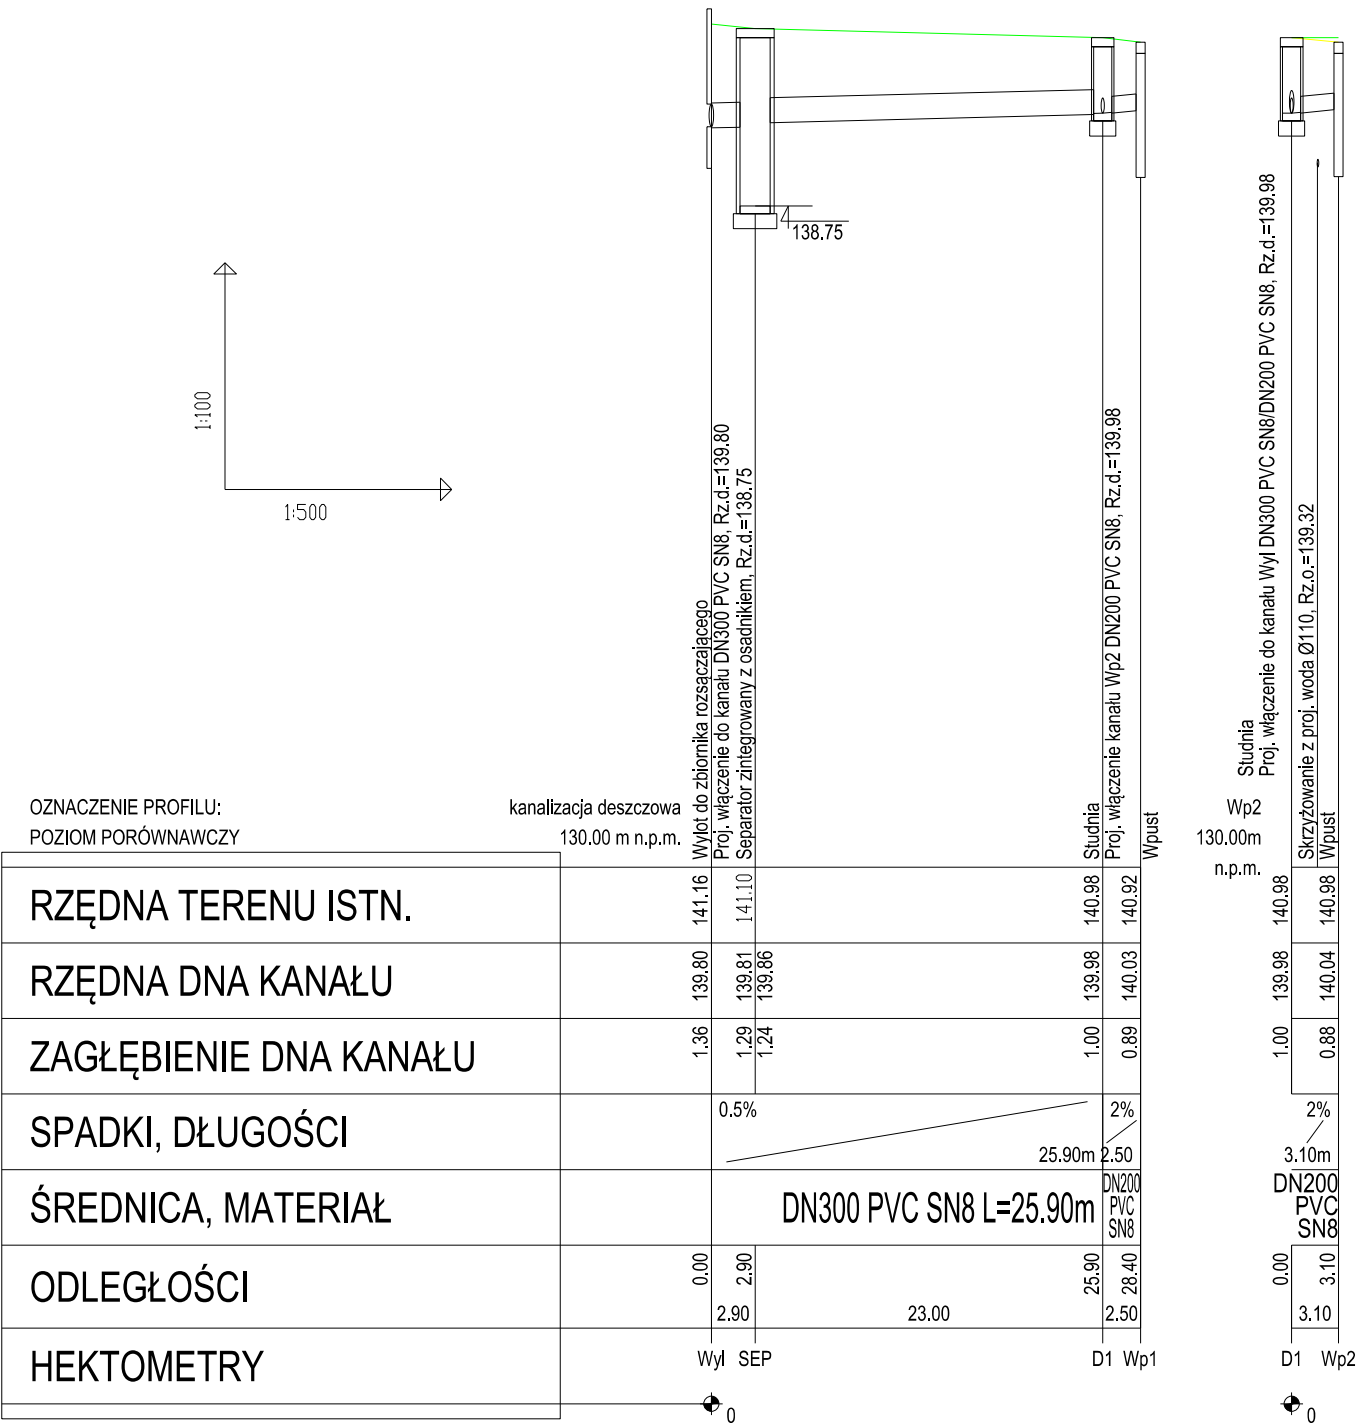 138.75
1:100
1:500
Wylot do zbiornika rozsączającego
Proj. włączenie do kanału DN300 PVC SN8, Rz.d.=139.80
Separator zintegrowany z osadnikiem, Rz.d.=138.75
Studnia
Proj. włączenie kanału Wp2 DN200 PVC SN8, Rz.d.=139.98
Wpust
Studnia
Proj. włączenie do kanału Wyl DN300 PVC SN8/DN200 PVC SN8, Rz.d.=139.98
Skrzyżowanie z proj. woda Ø110, Rz.o.=139.32
Wpust
OZNACZENIE PROFILU: kanalizacja deszczowa Wp2
POZIOM PORÓWNAWCZY 130.00 m n.p.m. 130.00m
n.p.m.
RZĘDNA TERENU ISTN. 141.16 141.10 140.98 140.92 140.98 140.98
RZĘDNA DNA KANAŁU 139.80 139.81 139.86 139.98 140.03 139.98 140.04
ZAGŁĘBIENIE DNA KANAŁU 1.36 1.29 1.24 1.00 0.89 1.00 0.88
SPADKI, DŁUGOŚCI 0.5% 2% 2%
25.90m 2.50 3.10m
ŚREDNICA, MATERIAŁ DN300 PVC SN8 L=25.90m
DN200
PVC
SN8
DN200
PVC
SN8
ODLEGŁOŚCI 0.00 2.90 25.90 28.40 0.00 3.10
2.90 23.00 2.50 3.10
HEKTOMETRY Wyl SEP D1 Wp1 D1 Wp2
0 0